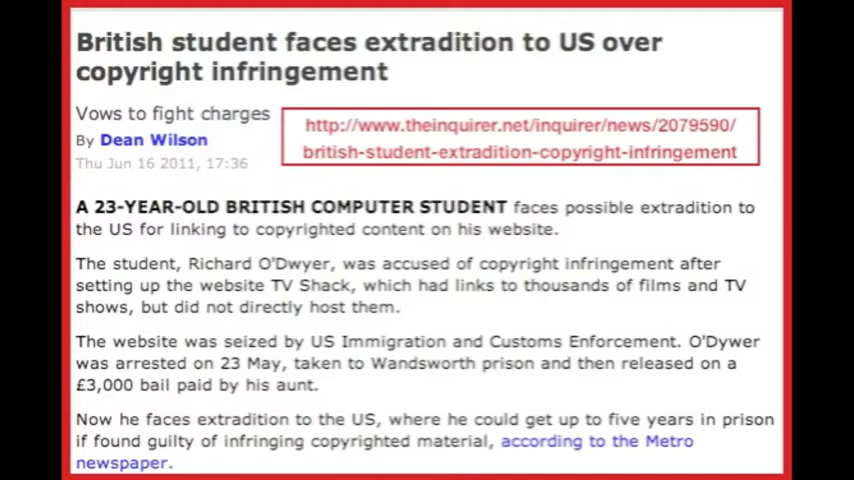 British student faces extradition to US over
copyright infringement
Vows to fight charges
By Dean Wilson
Thu Jun 16 2011, 17:36
http://www.theinquirer.net/inquirer/news/2079590/
british-student-extradition-copyright-infringement
A 23-YEAR-OLD BRITISH COMPUTER STUDENT faces possible extradition to
the US for linking to copyrighted content on his website.
The student, Richard O'Dwyer, was accused of copyright infringement after
setting up the website TV Shack, which had links to thousands of films and TV
shows, but did not directly host them.
The website was seized by US Immigration and Customs Enforcement. O'Dywer
was arrested on 23 May, taken to Wandsworth prison and then released on a
£3,000 bail paid by his aunt.
Now he faces extradition to the US, where he could get up to five years in prison
if found guilty of infringing copyrighted material, according to the Metro
newspaper.